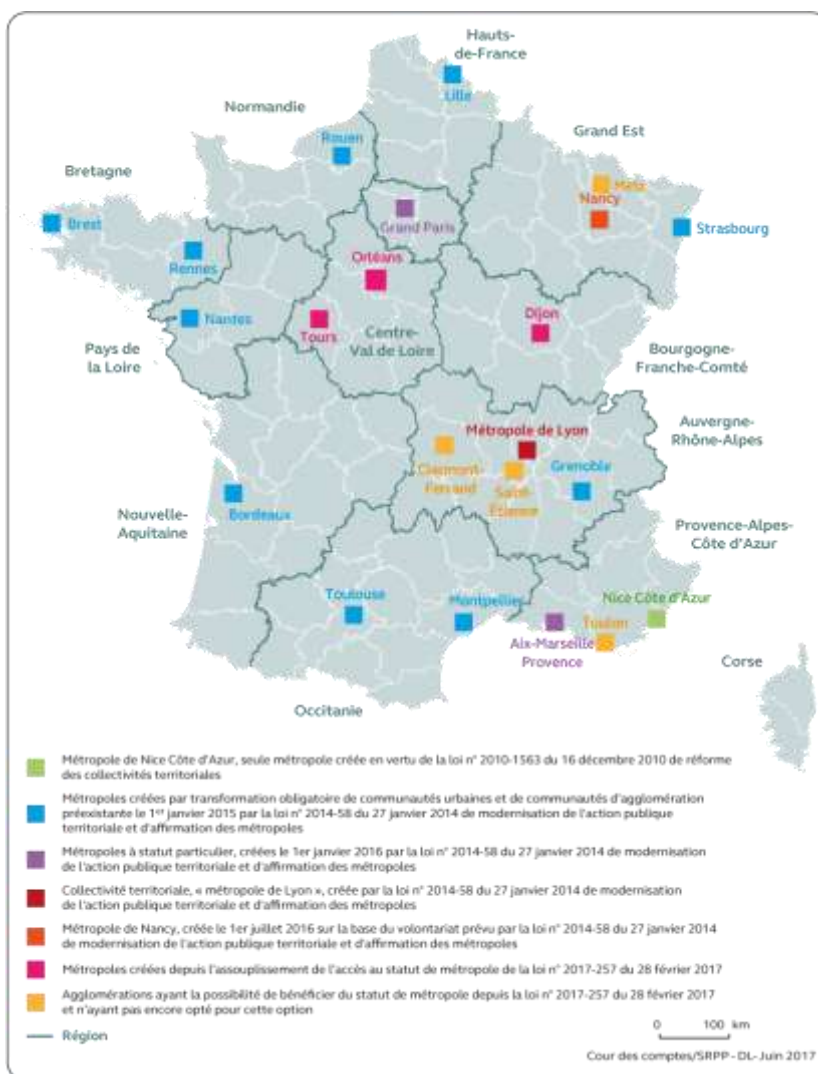 Hauts-
de-France
Lille
Normandie
Rouen
Grand Est
Bretagne
Metz
Nancy
Brest
Grand Paris
Strasbourg
Rennes
Orléans
Nantes
Tours
Dijon
Centre-
Val de Loire
Pays de
la Loire
Bourgogne-
Franche-Comté
Auvergne-
Rhône-Alpes
Métropole de Lyon
Clermont-
Ferrand
Saint-
Etienne
Grenoble
Bordeaux
Nouvelle-
Aquitaine
Provence-Alpes-
Côte d'Azur
Toulouse
Montpellier
Nice Côte d'Azur
Toulon
Aix-Marseille
Provence
Corse
Occitanie
Métropole de Nice Côte d'Azur, seule métropole créée en vertu de la loi n° 2010-1563 du 16 décembre 2010 de réforme
des collectivités territoriales
Métropoles créées par transformation obligatoire de communautés urbaines et de communautés d'agglomération
préexistante le 1er janvier 2015 par la loi n° 2014-58 du 27 janvier 2014 de modernisation de l'action publique
territoriale et d'affirmation des métropoles
Métropoles à statut particulier, créées le 1er janvier 2016 par la loi n° 2014-58 du 27 janvier 2014 de modernisation
de l'action publique territoriale et d'affirmation des métropoles
Collectivité territoriale, « métropole de Lyon », créée par la loi n° 2014-58 du 27 janvier 2014 de modernisation
de l'action publique territoriale et d'affirmation des métropoles
Métropole de Nancy, créée le 1er juillet 2016 sur la base du volontariat prévu par la loi n° 2014-58 du 27 janvier 2014
de modernisation de l'action publique territoriale et d'affirmation des métropoles
Métropoles créées depuis l'assouplissement de l'accès au statut de métropole de la loi n° 2017-257 du 28 février 2017
Agglomérations ayant la possibilité de bénéficier du statut de métropole depuis la loi n° 2017-257 du 28 février 2017
et n'ayant pas encore opté pour cette option
Région
0 100 km
Cour des comptes/SRPP - DL- Juin 2017